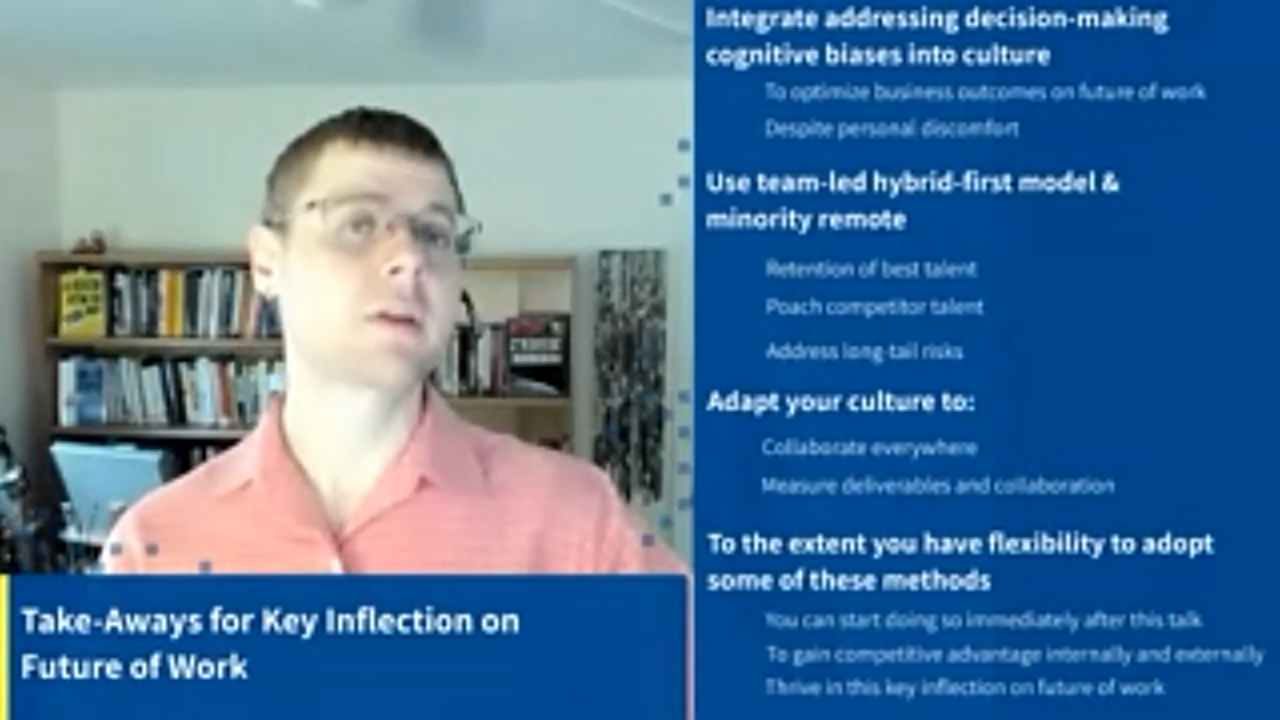 Integrate addressing decision-making
cognitive biases into culture
To optimize business outcomes on future of work
Despite personal discomfort
Use team-led hybrid-first model &
minority remote
Retention of best talent
Poach competitor talent
Address long-tail risks
Adapt your culture to:
Collaborate everywhere
Measure deliverables and collaboration
To the extent you have flexibility to adopt
some of these methods
You can start doing so immediately after this talk
To gain competitive advantage internally and externally
Thrive in this key inflection on future of work
Take-Aways for Key Inflection on
Future of Work